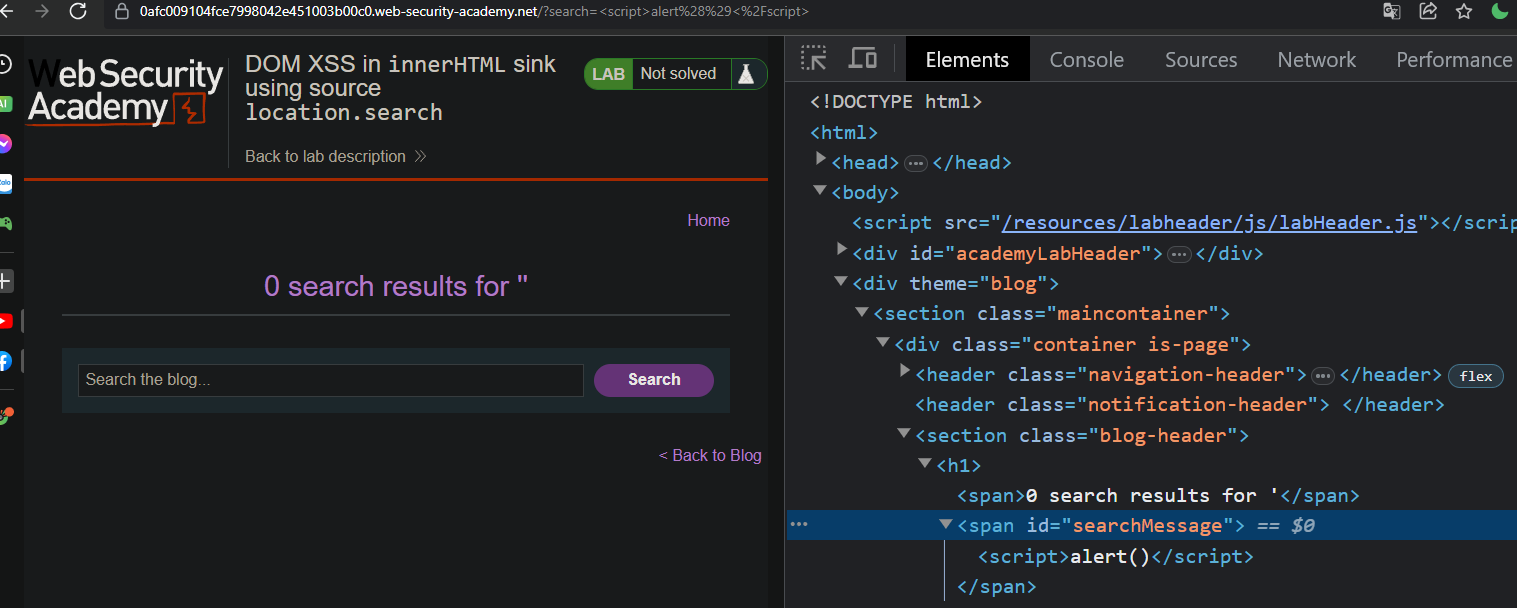 0afc009104fce7998042e451003b00c0.web-security-academy.net/?search=<script>alert%28%29<%2Fscript>
Web Security
Academy
DOM XSS in innerHTML sink
using source
location.search
LAB Not solved
Back to lab description >>
Home
0 search results for ''
Search the blog...
Search
< Back to Blog
Elements Console Sources Network Performance
<!DOCTYPE html>
<html>
<head> ... </head>
<body>
<script src="/resources/labheader/js/labHeader.js"></scrip
<div id="academyLabHeader"> ... </div>
<div theme="blog">
<section class="maincontainer">
<div class="container is-page">
<header class="navigation-header"> ... </header> flex
<header class="notification-header"> </header>
<section class="blog-header">
<h1>
<span>0 search results for '</span>
... <span id="searchMessage"> == $0
<script>alert()</script>
</span>